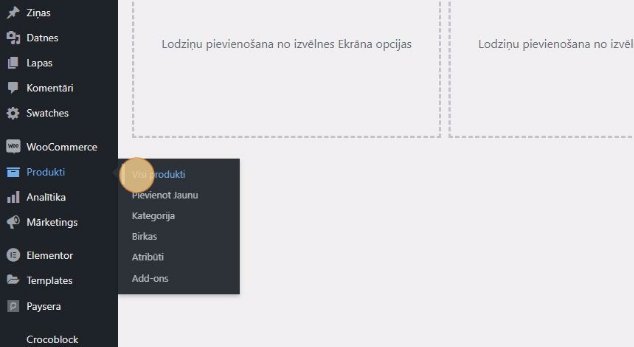 Ziņas
Datnes
Lapas
Komentāri
Swatches
WooCommerce
Produkti
Analītika
Mārketings
Elementor
Templates
Paysera
Crocoblock
Visi produkti
Pievienot Jaunu
Kategorija
Birkas
Atribūti
Add-ons
Lodziņu pievienošana no izvēlnes Ekrāna opcijas
Lodziņu pievienošana no izvēl